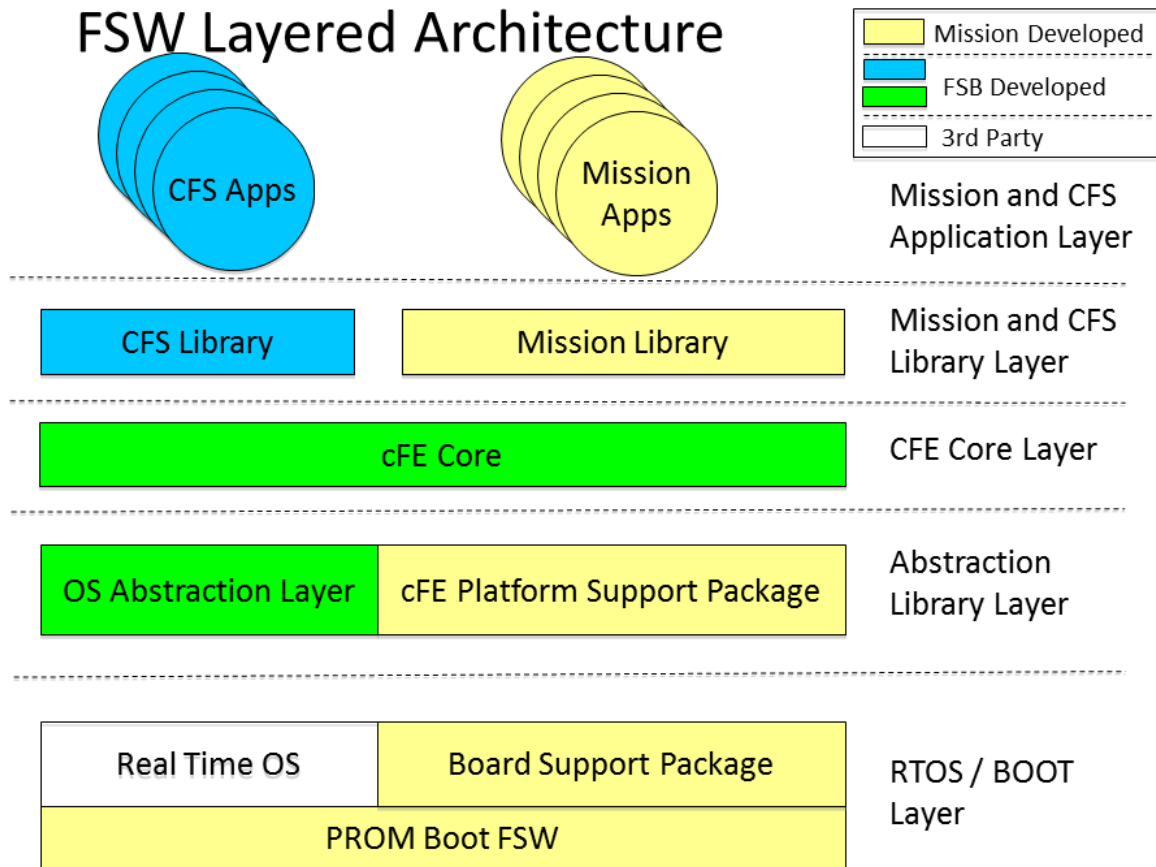 FSW Layered Architecture
Mission Developed
FSB Developed
3rd Party
CFS Apps
Mission
Apps
Mission and CFS
Application Layer
CFS Library
Mission Library
Mission and CFS
Library Layer
cFE Core
CFE Core Layer
OS Abstraction Layer
cFE Platform Support Package
Abstraction
Library Layer
Real Time OS
Board Support Package
PROM Boot FSW
RTOS / BOOT
Layer